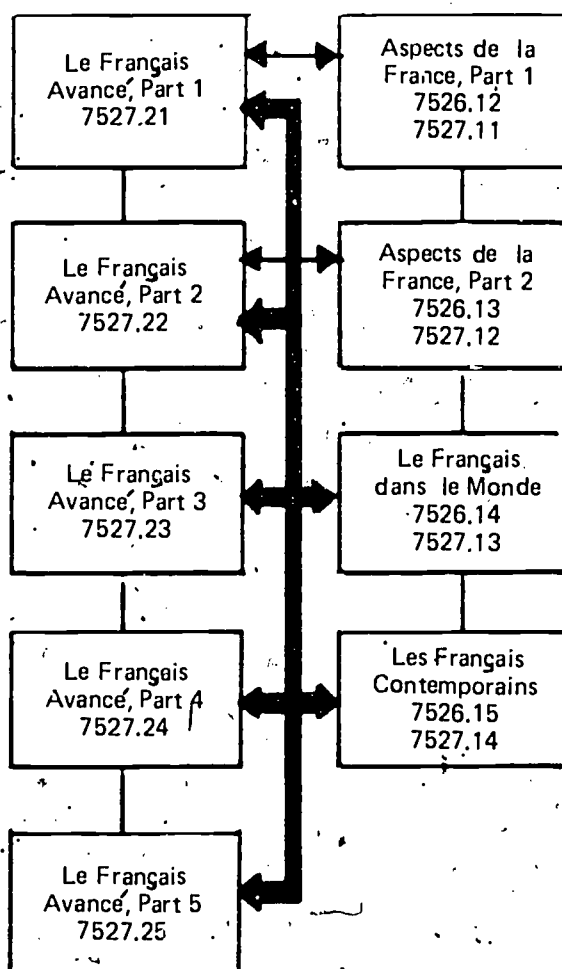 Le Français
Avancé, Part 1
7527.21
Aspects de la
France, Part 1
7526.12
7527.11
Le Français
Avancé, Part 2
7527.22
Aspects de la
France, Part 2
7526.13
7527.12
Le Français
Avancé, Part 3
7527.23
Le Français
dans le Monde
7526.14
7527.13
Le Français
Avancé, Part 4
7527.24
Les Français
Contemporains
7526.15
7527.14
Le Français
Avancé, Part 5
7527.25